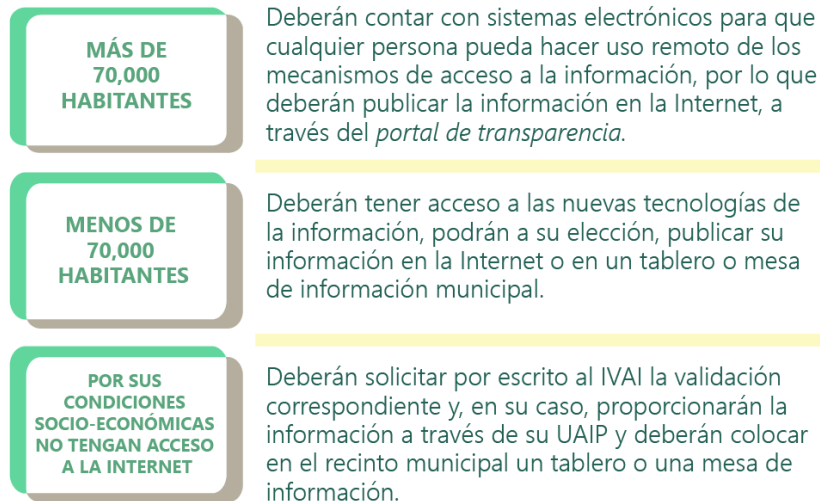 MÁS DE
70,000
HABITANTES
Deberán contar con sistemas electrónicos para que
cualquier persona pueda hacer uso remoto de los
mecanismos de acceso a la información, por lo que
deberán publicar la información en la Internet, a
través del portal de transparencia.
MENOS DE
70,000
HABITANTES
Deberán tener acceso a las nuevas tecnologías de
la información, podrán a su elección, publicar su
información en la Internet o en un tablero o mesa
de información municipal.
POR SUS
CONDICIONES
SOCIO-ECONÓMICAS
NO TENGAN ACCESO
A LA INTERNET
Deberán solicitar por escrito al IVAI la validación
correspondiente y, en su caso, proporcionarán la
información a través de su UAIP y deberán colocar
en el recinto municipal un tablero o una mesa de
información.